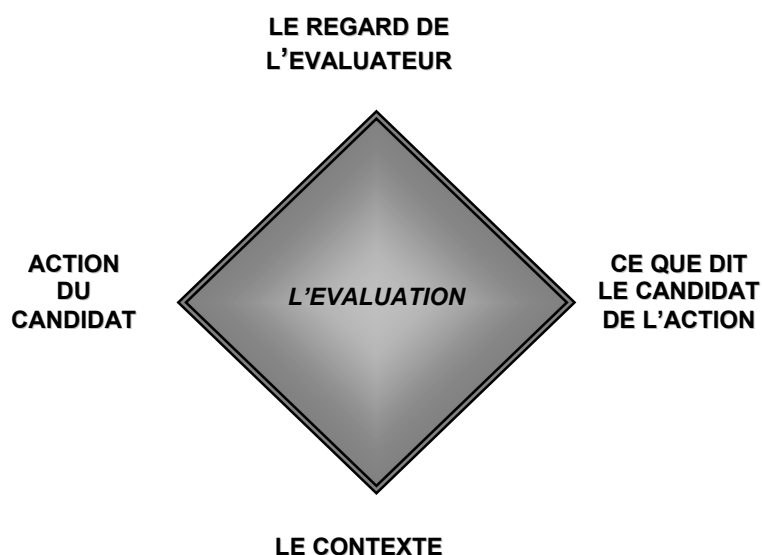 LE REGARD DE
L'EVALUATEUR
ACTION
DU
CANDIDAT
L'EVALUATION
CE QUE DIT
LE CANDIDAT
DE L'ACTION
LE CONTEXTE